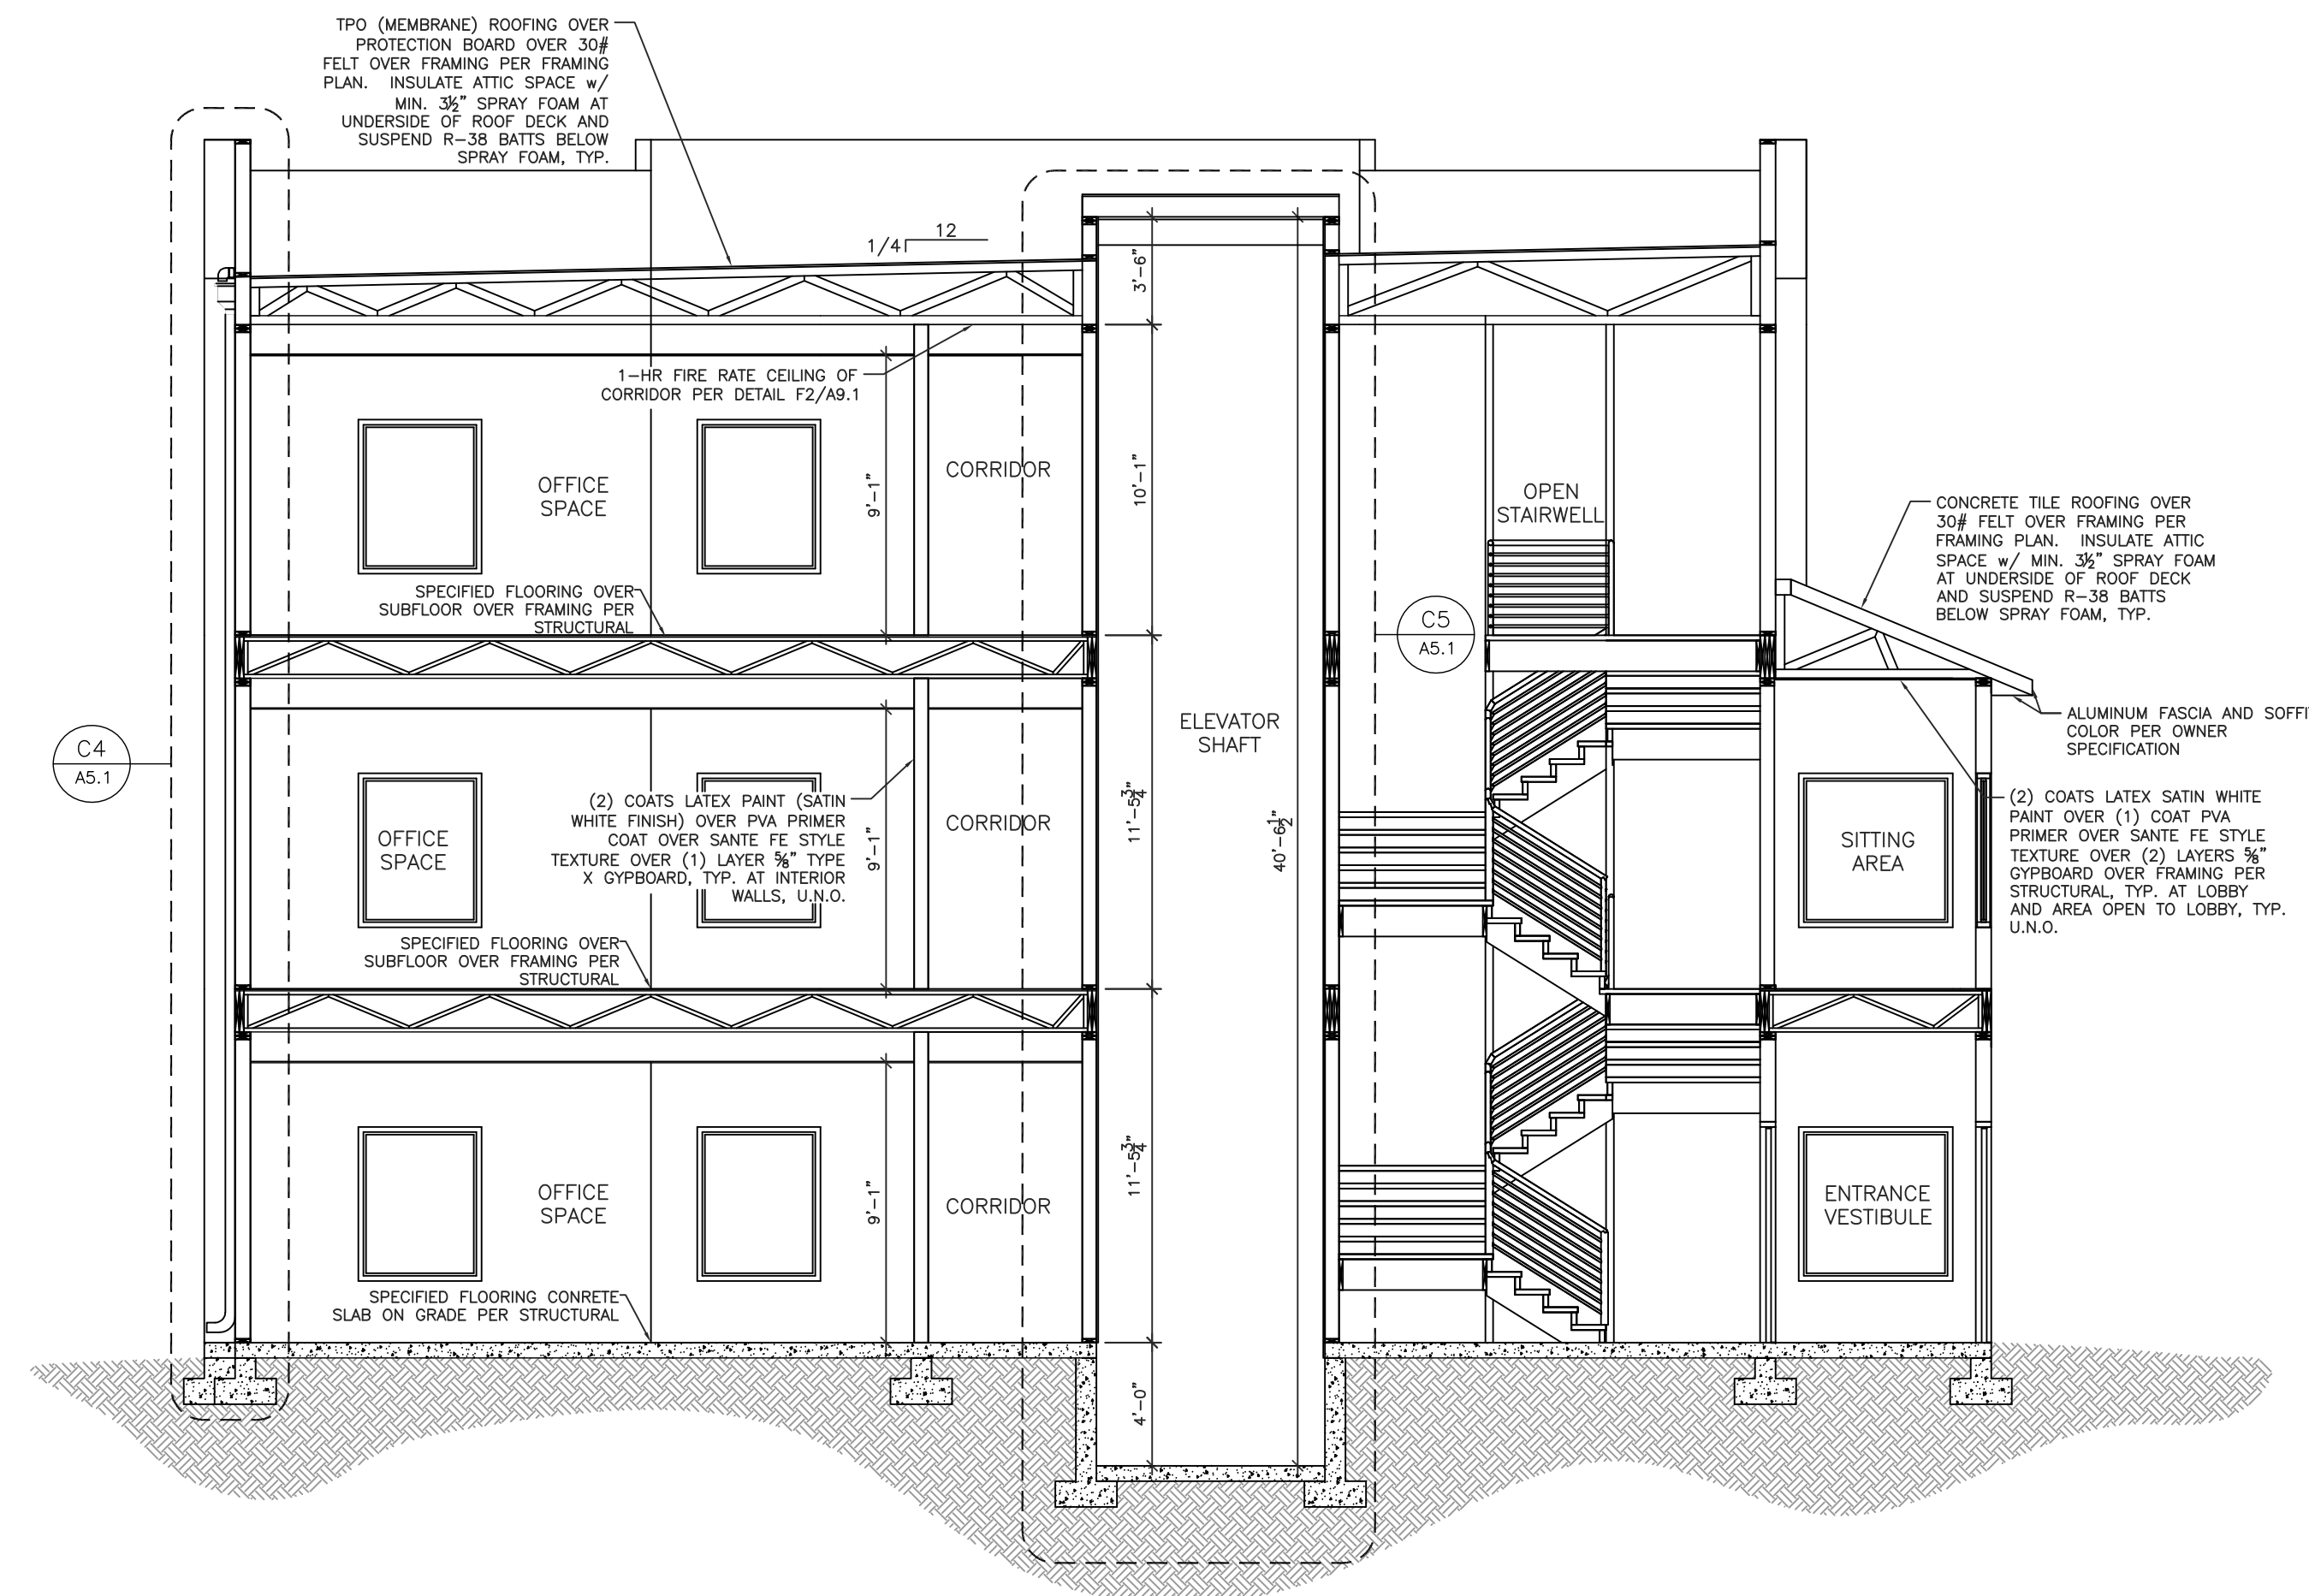 TPO (MEMBRANE) ROOFING OVER
PROTECTION BOARD OVER 30#
FELT OVER FRAMING PER FRAMING
PLAN. INSULATE ATTIC SPACE w/
MIN. 3½" SPRAY FOAM AT
UNDERSIDE OF ROOF DECK AND
SUSPEND R-38 BATTS BELOW
SPRAY FOAM, TYP.
12
1/4
3'-6"
1-HR FIRE RATE CEILING OF
CORRIDOR PER DETAIL F2/A9.1
OFFICE
SPACE
9'-1"
CORRIDOR
10'-1"
OPEN
STAIRWELL
CONCRETE TILE ROOFING OVER
30# FELT OVER FRAMING PER
FRAMING PLAN. INSULATE ATTIC
SPACE w/ MIN. 3½" SPRAY FOAM
AT UNDERSIDE OF ROOF DECK
AND SUSPEND R-38 BATTS
BELOW SPRAY FOAM, TYP.
SPECIFIED FLOORING OVER
SUBFLOOR OVER FRAMING PER
STRUCTURAL
C5
A5.1
ALUMINUM FASCIA AND SOFFI
COLOR PER OWNER
SPECIFICATION
C4
A5.1
ELEVATOR
SHAFT
40'-6½"
OFFICE
SPACE
(2) COATS LATEX PAINT (SATIN
WHITE FINISH) OVER PVA PRIMER
COAT OVER SANTE FE STYLE
TEXTURE OVER (1) LAYER ⅝" TYPE
X GYPBOARD, TYP. AT INTERIOR
WALLS, U.N.O.
9'-1"
CORRIDOR
11'-5¾"
SITTING
AREA
(2) COATS LATEX SATIN WHITE
PAINT OVER (1) COAT PVA
PRIMER OVER SANTE FE STYLE
TEXTURE OVER (2) LAYERS ⅝"
GYPBOARD OVER FRAMING PER
STRUCTURAL, TYP. AT LOBBY
AND AREA OPEN TO LOBBY, TYP.
U.N.O.
SPECIFIED FLOORING OVER
SUBFLOOR OVER FRAMING PER
STRUCTURAL
OFFICE
SPACE
9'-1"
CORRIDOR
11'-5¾"
ENTRANCE
VESTIBULE
SPECIFIED FLOORING CONRETE
SLAB ON GRADE PER STRUCTURAL
4'-0"